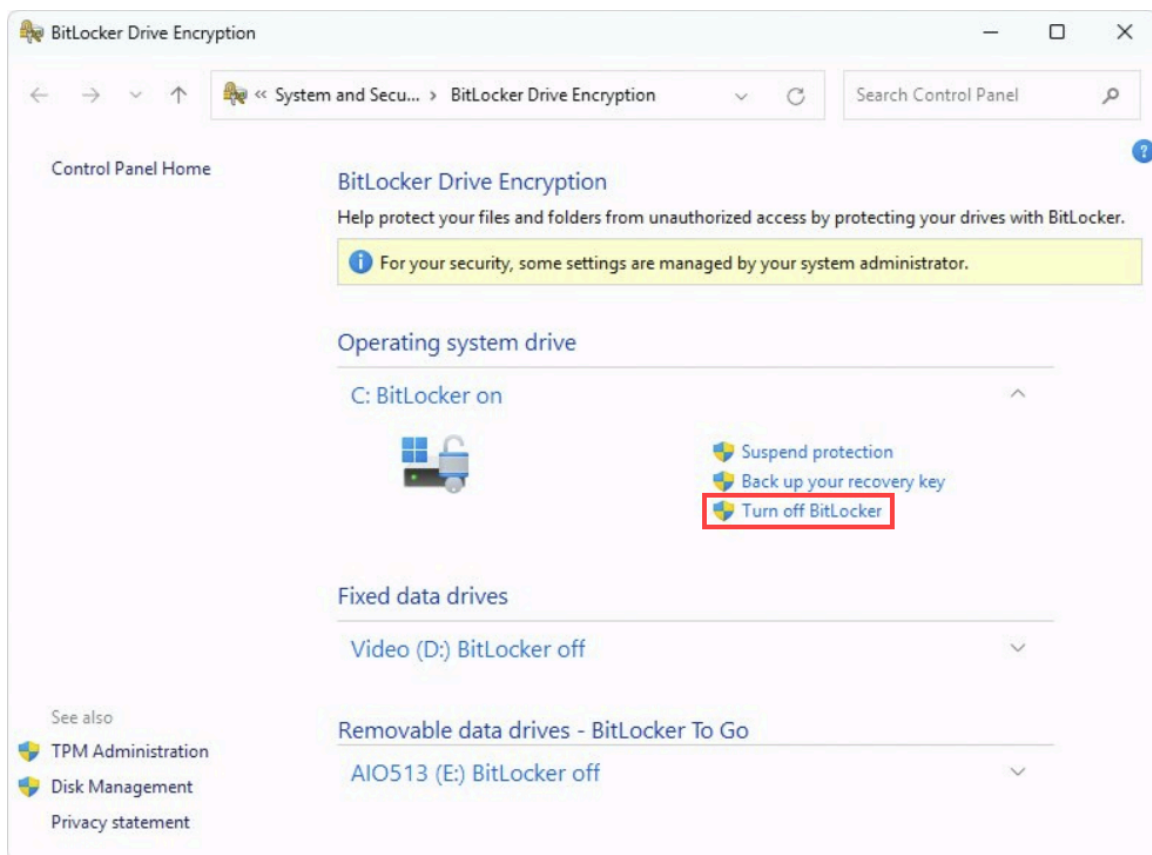 BitLocker Drive Encryption
« System and Secu... › BitLocker Drive Encryption
Search Control Panel
?
Control Panel Home
BitLocker Drive Encryption
Help protect your files and folders from unauthorized access by protecting your drives with BitLocker.
For your security, some settings are managed by your system administrator.
Operating system drive
C: BitLocker on
Suspend protection
Back up your recovery key
Turn off BitLocker
Fixed data drives
Video (D:) BitLocker off
Removable data drives - BitLocker To Go
AIO513 (E:) BitLocker off
See also
TPM Administration
Disk Management
Privacy statement